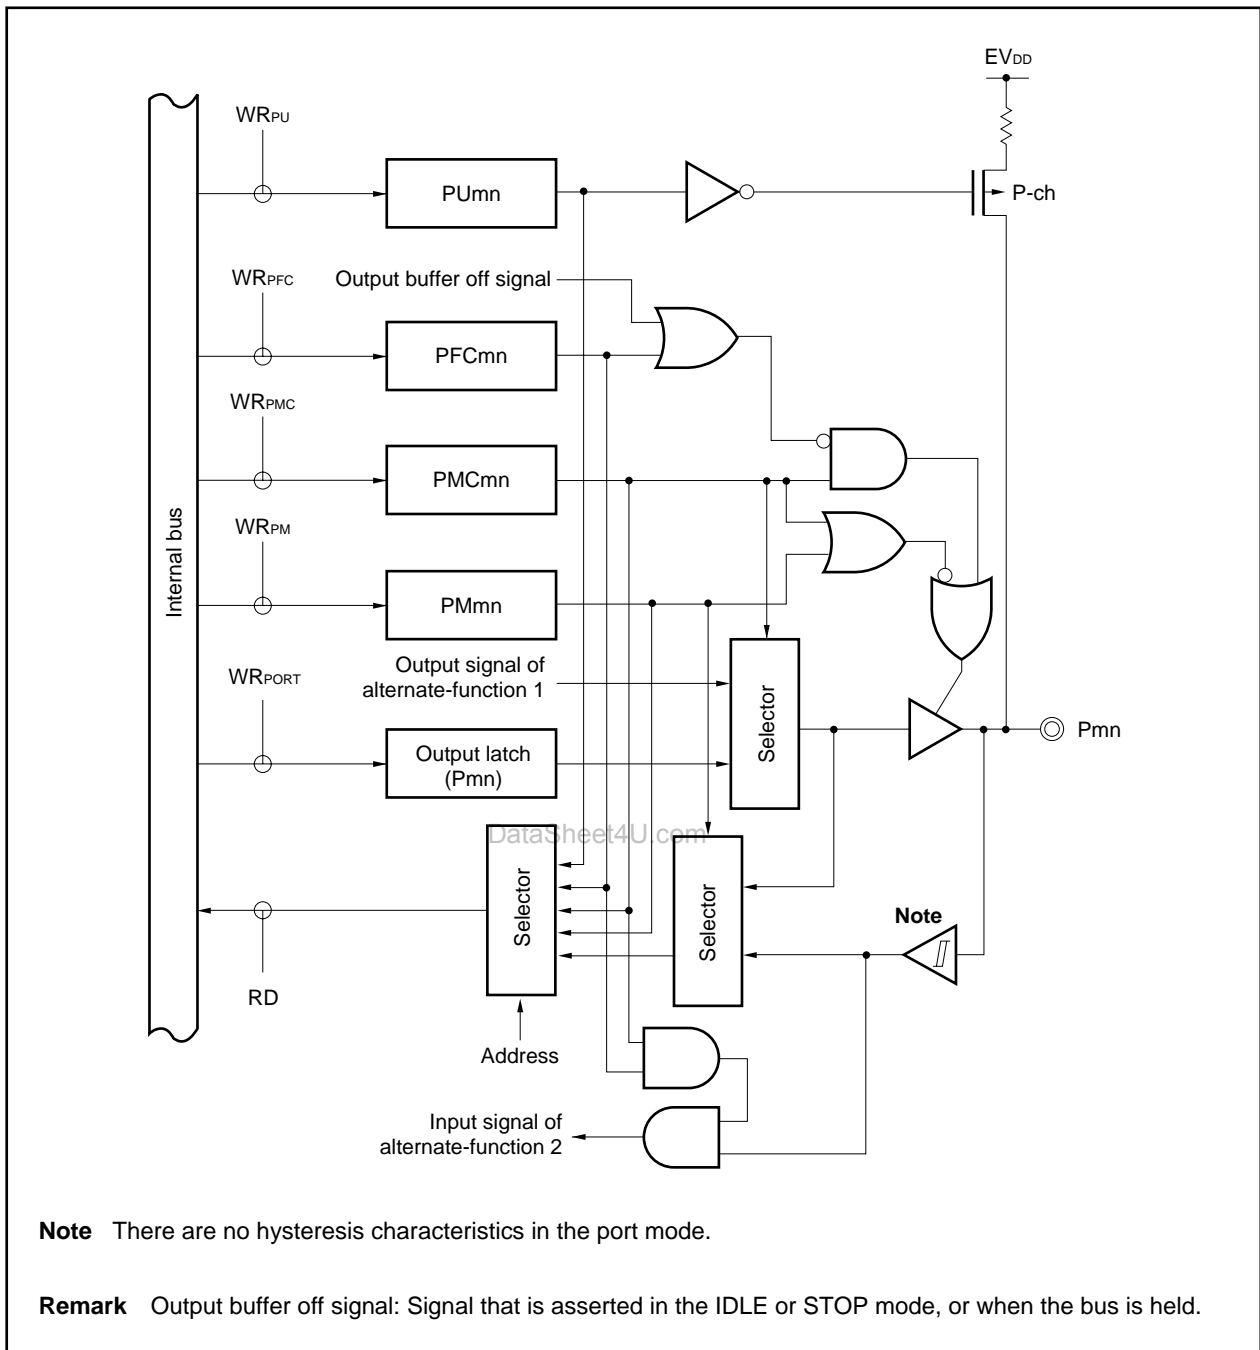 EVDD
WRPU
PUmn
P-ch
WRPFC
Output buffer off signal
PFCmn
WRPMC
PMCmn
WRPM
Internal bus
PMmn
Output signal of
alternate-function 1
WRPORT
Selector
Pmn
Output latch
(Pmn)
DataSheet4U.com
Selector
Selector
Note
RD
Address
Input signal of
alternate-function 2
Note There are no hysteresis characteristics in the port mode.
Remark Output buffer off signal: Signal that is asserted in the IDLE or STOP mode, or when the bus is held.